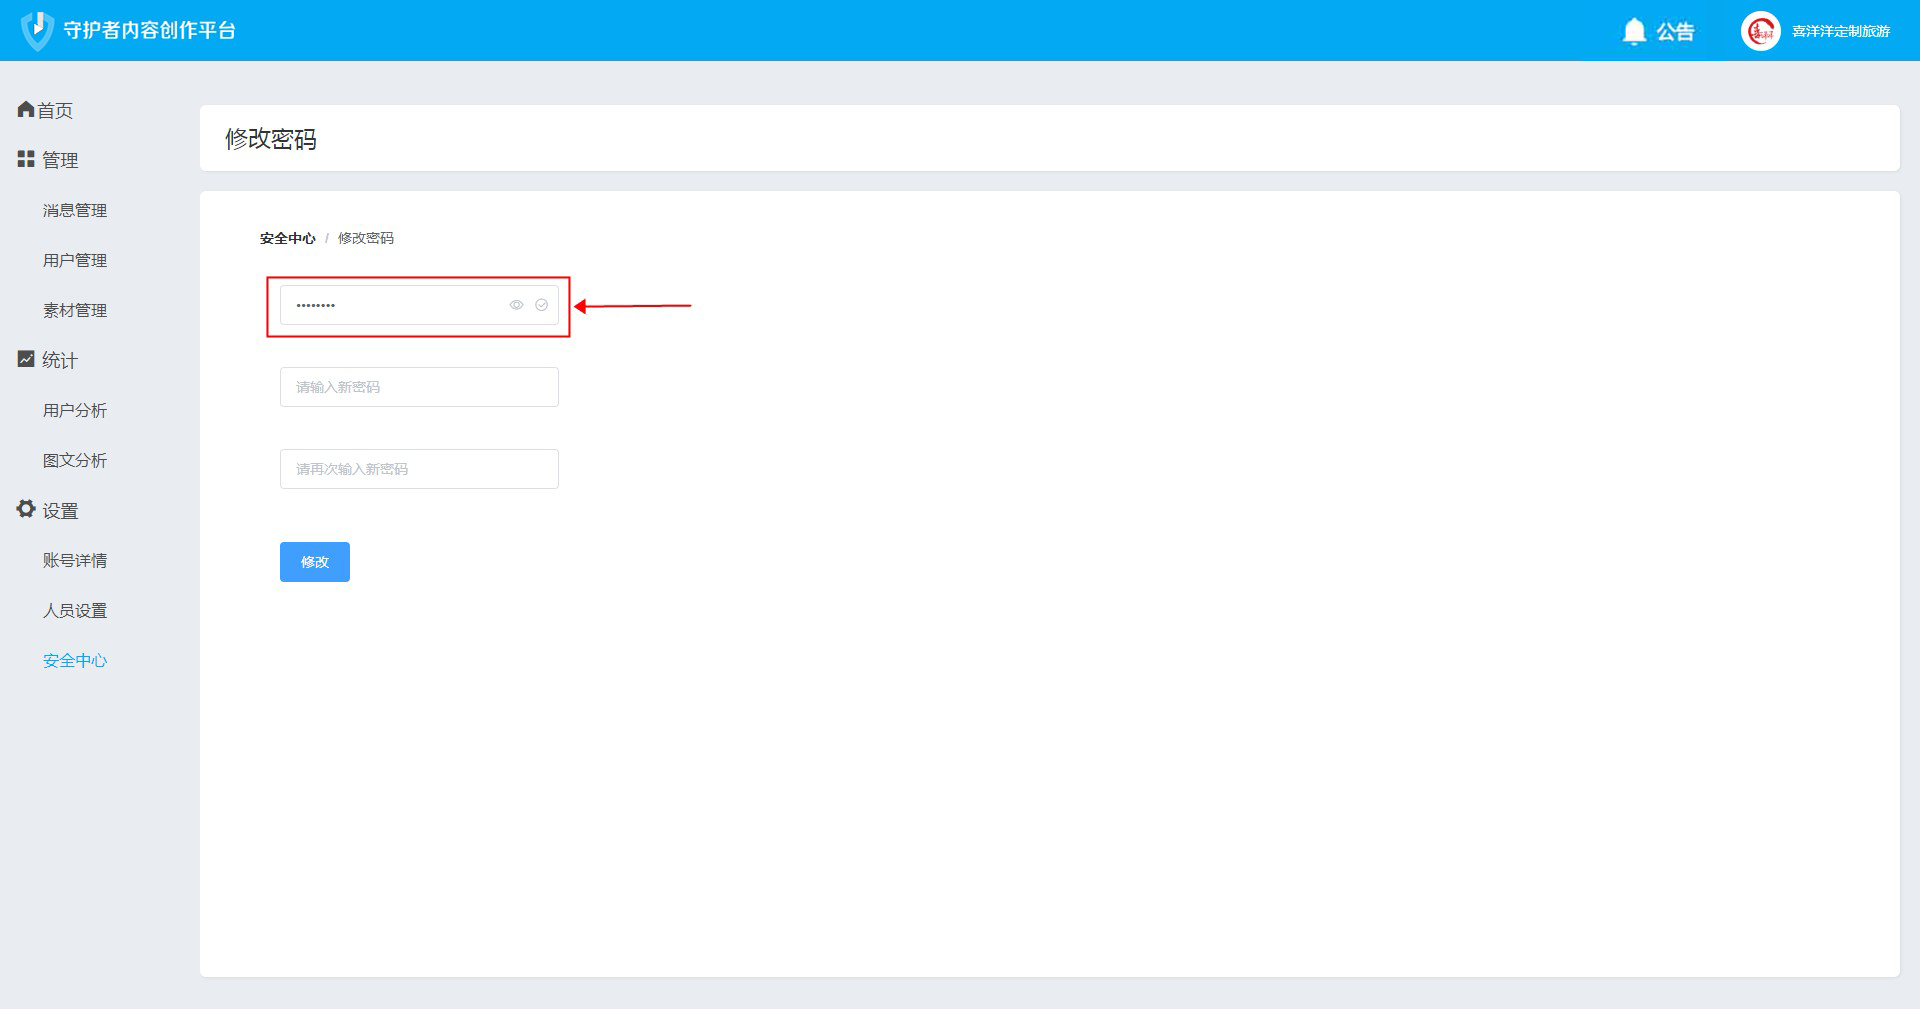 守护者内容创作平台
公告
喜洋洋定制旅游
首页
管理
消息管理
用户管理
素材管理
统计
用户分析
图文分析
设置
账号详情
人员设置
安全中心
修改密码
安全中心 / 修改密码
••••••••
请输入新密码
请再次输入新密码
修改